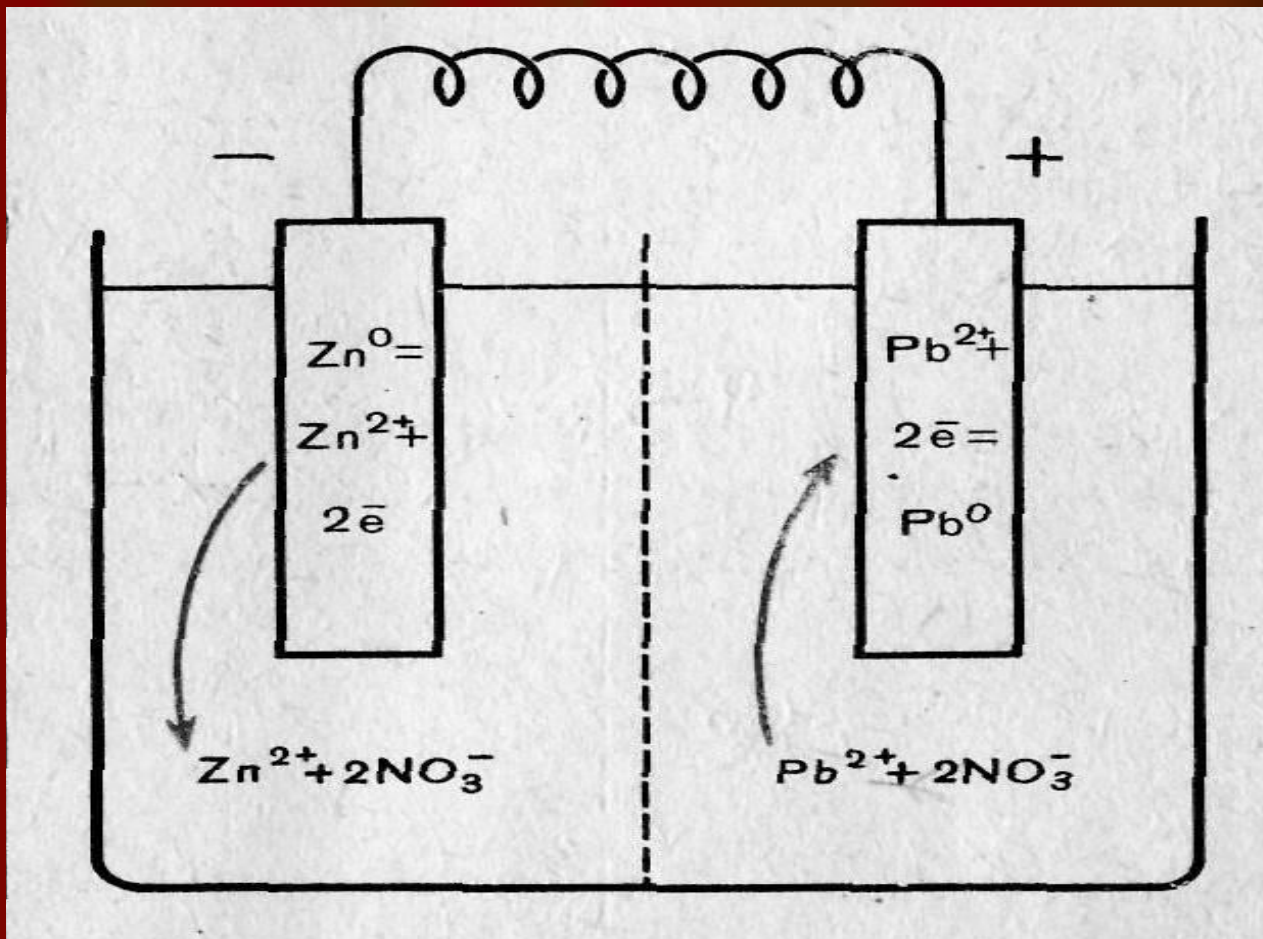 − +
Zn⁰=
Zn²⁺+
2ē
Pb²⁺+
2ē=
Pb⁰
Zn²⁺+2NO₃⁻
Pb²⁺+2NO₃⁻